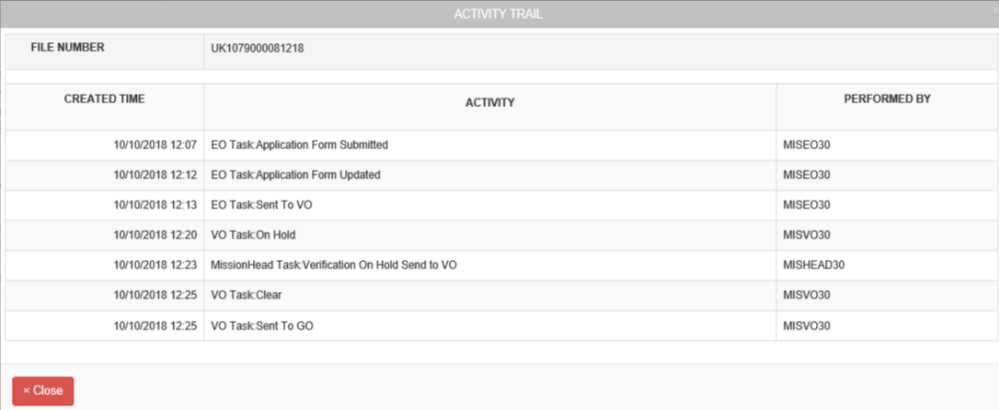 ACTIVITY TRAIL
FILE NUMBER UK1079000081218
CREATED TIME ACTIVITY PERFORMED BY
10/10/2018 12:07 EO Task:Application Form Submitted MISEO30
10/10/2018 12:12 EO Task:Application Form Updated MISEO30
10/10/2018 12:13 EO Task:Sent To VO MISEO30
10/10/2018 12:20 VO Task:On Hold MISVO30
10/10/2018 12:23 MissionHead Task:Verification On Hold Send to VO MISHEAD30
10/10/2018 12:25 VO Task:Clear MISVO30
10/10/2018 12:25 VO Task:Sent To GO MISVO30
× Close